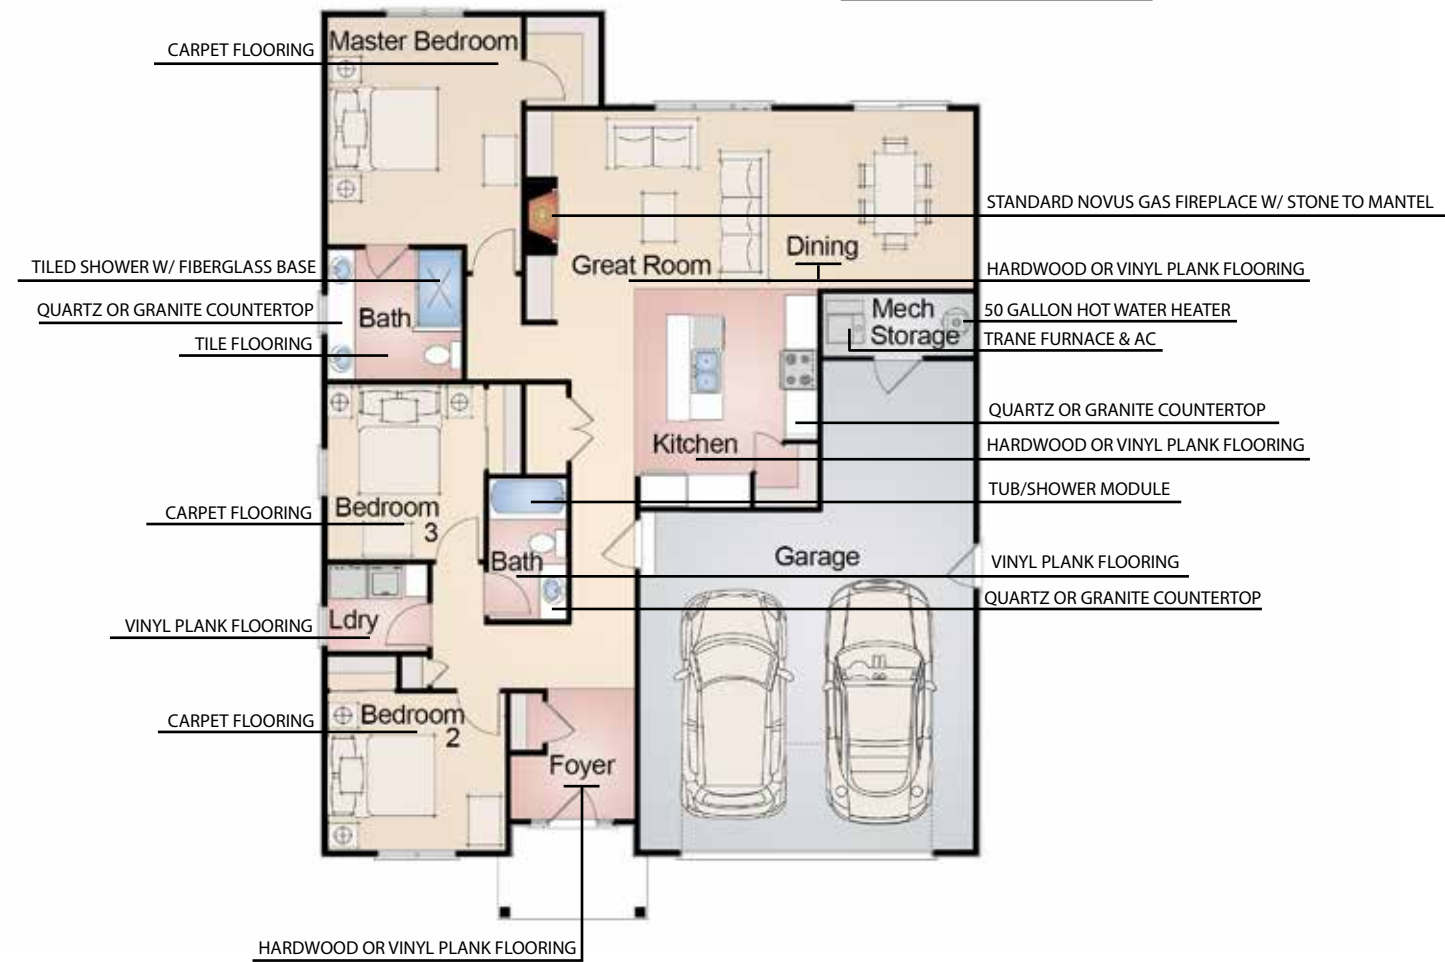 Master Bedroom
CARPET FLOORING
STANDARD NOVUS GAS FIREPLACE W/ STONE TO MANTEL
Dining
Great Room
TILED SHOWER W/ FIBERGLASS BASE
HARDWOOD OR VINYL PLANK FLOORING
QUARTZ OR GRANITE COUNTERTOP
Bath
Mech
Storage
50 GALLON HOT WATER HEATER
TILE FLOORING
TRANE FURNACE & AC
QUARTZ OR GRANITE COUNTERTOP
Kitchen
HARDWOOD OR VINYL PLANK FLOORING
TUB/SHOWER MODULE
Bedroom
3
CARPET FLOORING
Bath
Garage
VINYL PLANK FLOORING
QUARTZ OR GRANITE COUNTERTOP
Ldry
VINYL PLANK FLOORING
Bedroom
2
CARPET FLOORING
Foyer
HARDWOOD OR VINYL PLANK FLOORING